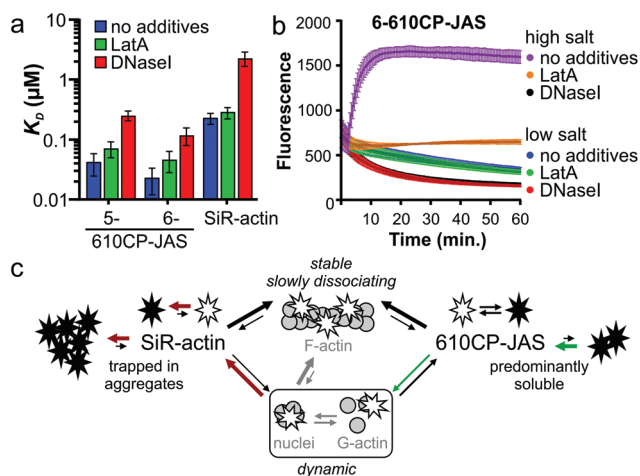 a
no additives
LatA
DNaseI
K_D (μM)
10
1
0.1
0.01
5-
6-
SiR-actin
610CP-JAS
b
6-610CP-JAS
Fluorescence
2000
1500
1000
500
0
10
20
30
40
50
60
Time (min.)
high salt
no additives
LatA
DNaseI
low salt
no additives
LatA
DNaseI
c
stable
slowly dissociating
SiR-actin
F-actin
610CP-JAS
trapped in
aggregates
predominantly
soluble
nuclei
G-actin
dynamic